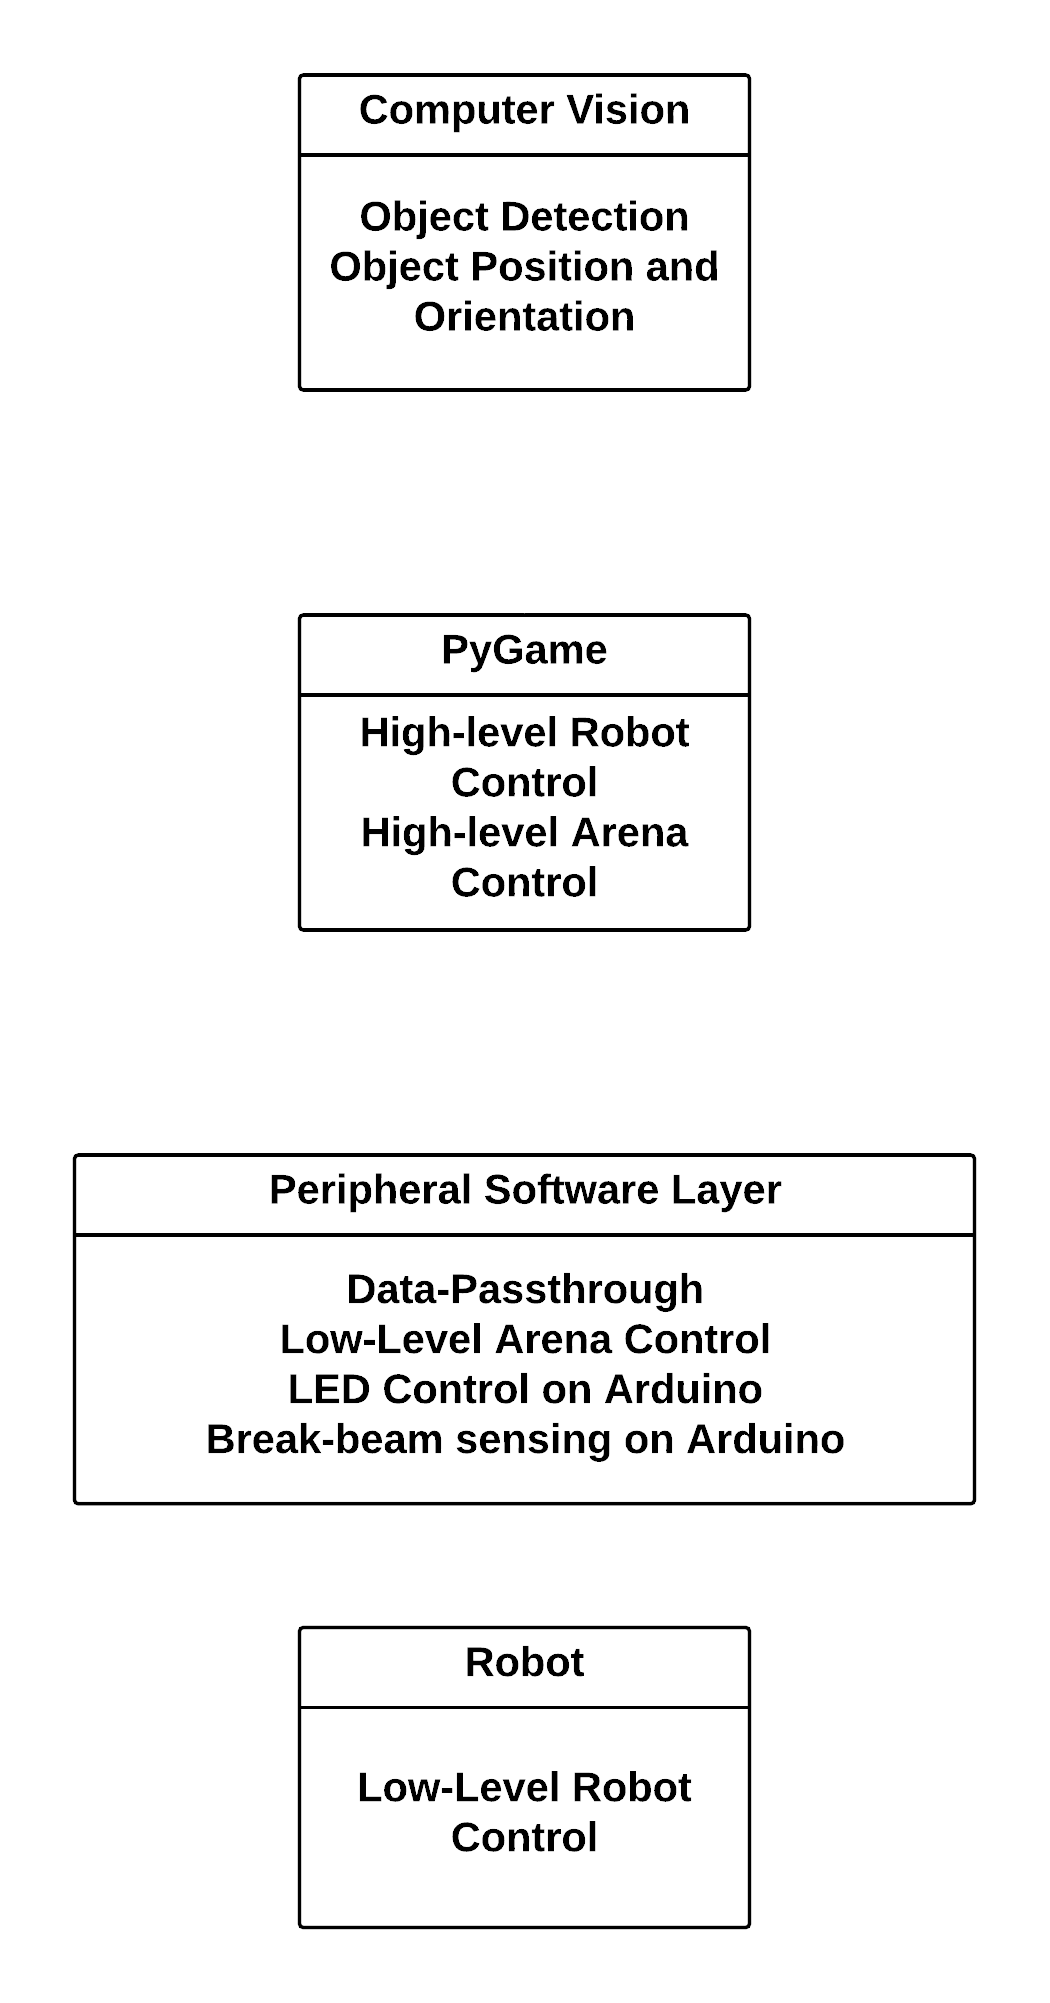 Computer Vision
Object Detection
Object Position and
Orientation
PyGame
High-level Robot
Control
High-level Arena
Control
Peripheral Software Layer
Data-Passthrough
Low-Level Arena Control
LED Control on Arduino
Break-beam sensing on Arduino
Robot
Low-Level Robot
Control